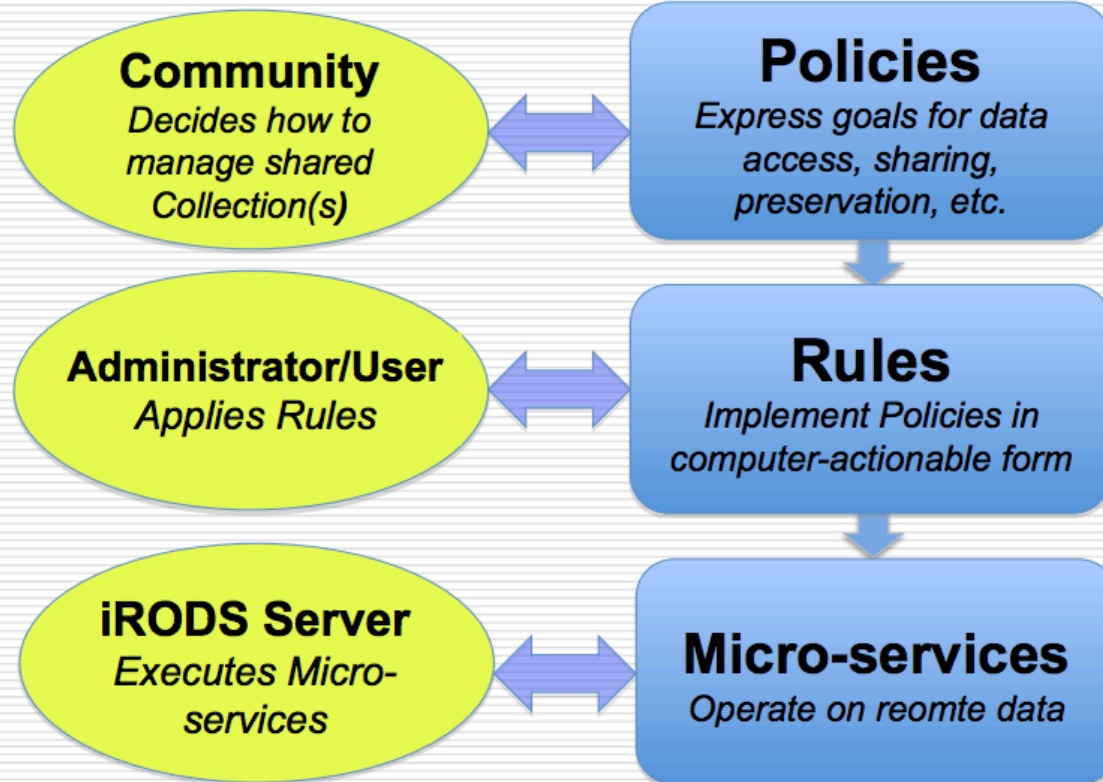 Community
Decides how to
manage shared
Collection(s)
Policies
Express goals for data
access, sharing,
preservation, etc.
Administrator/User
Applies Rules
Rules
Implement Policies in
computer-actionable form
iRODS Server
Executes Micro-
services
Micro-services
Operate on reomte data